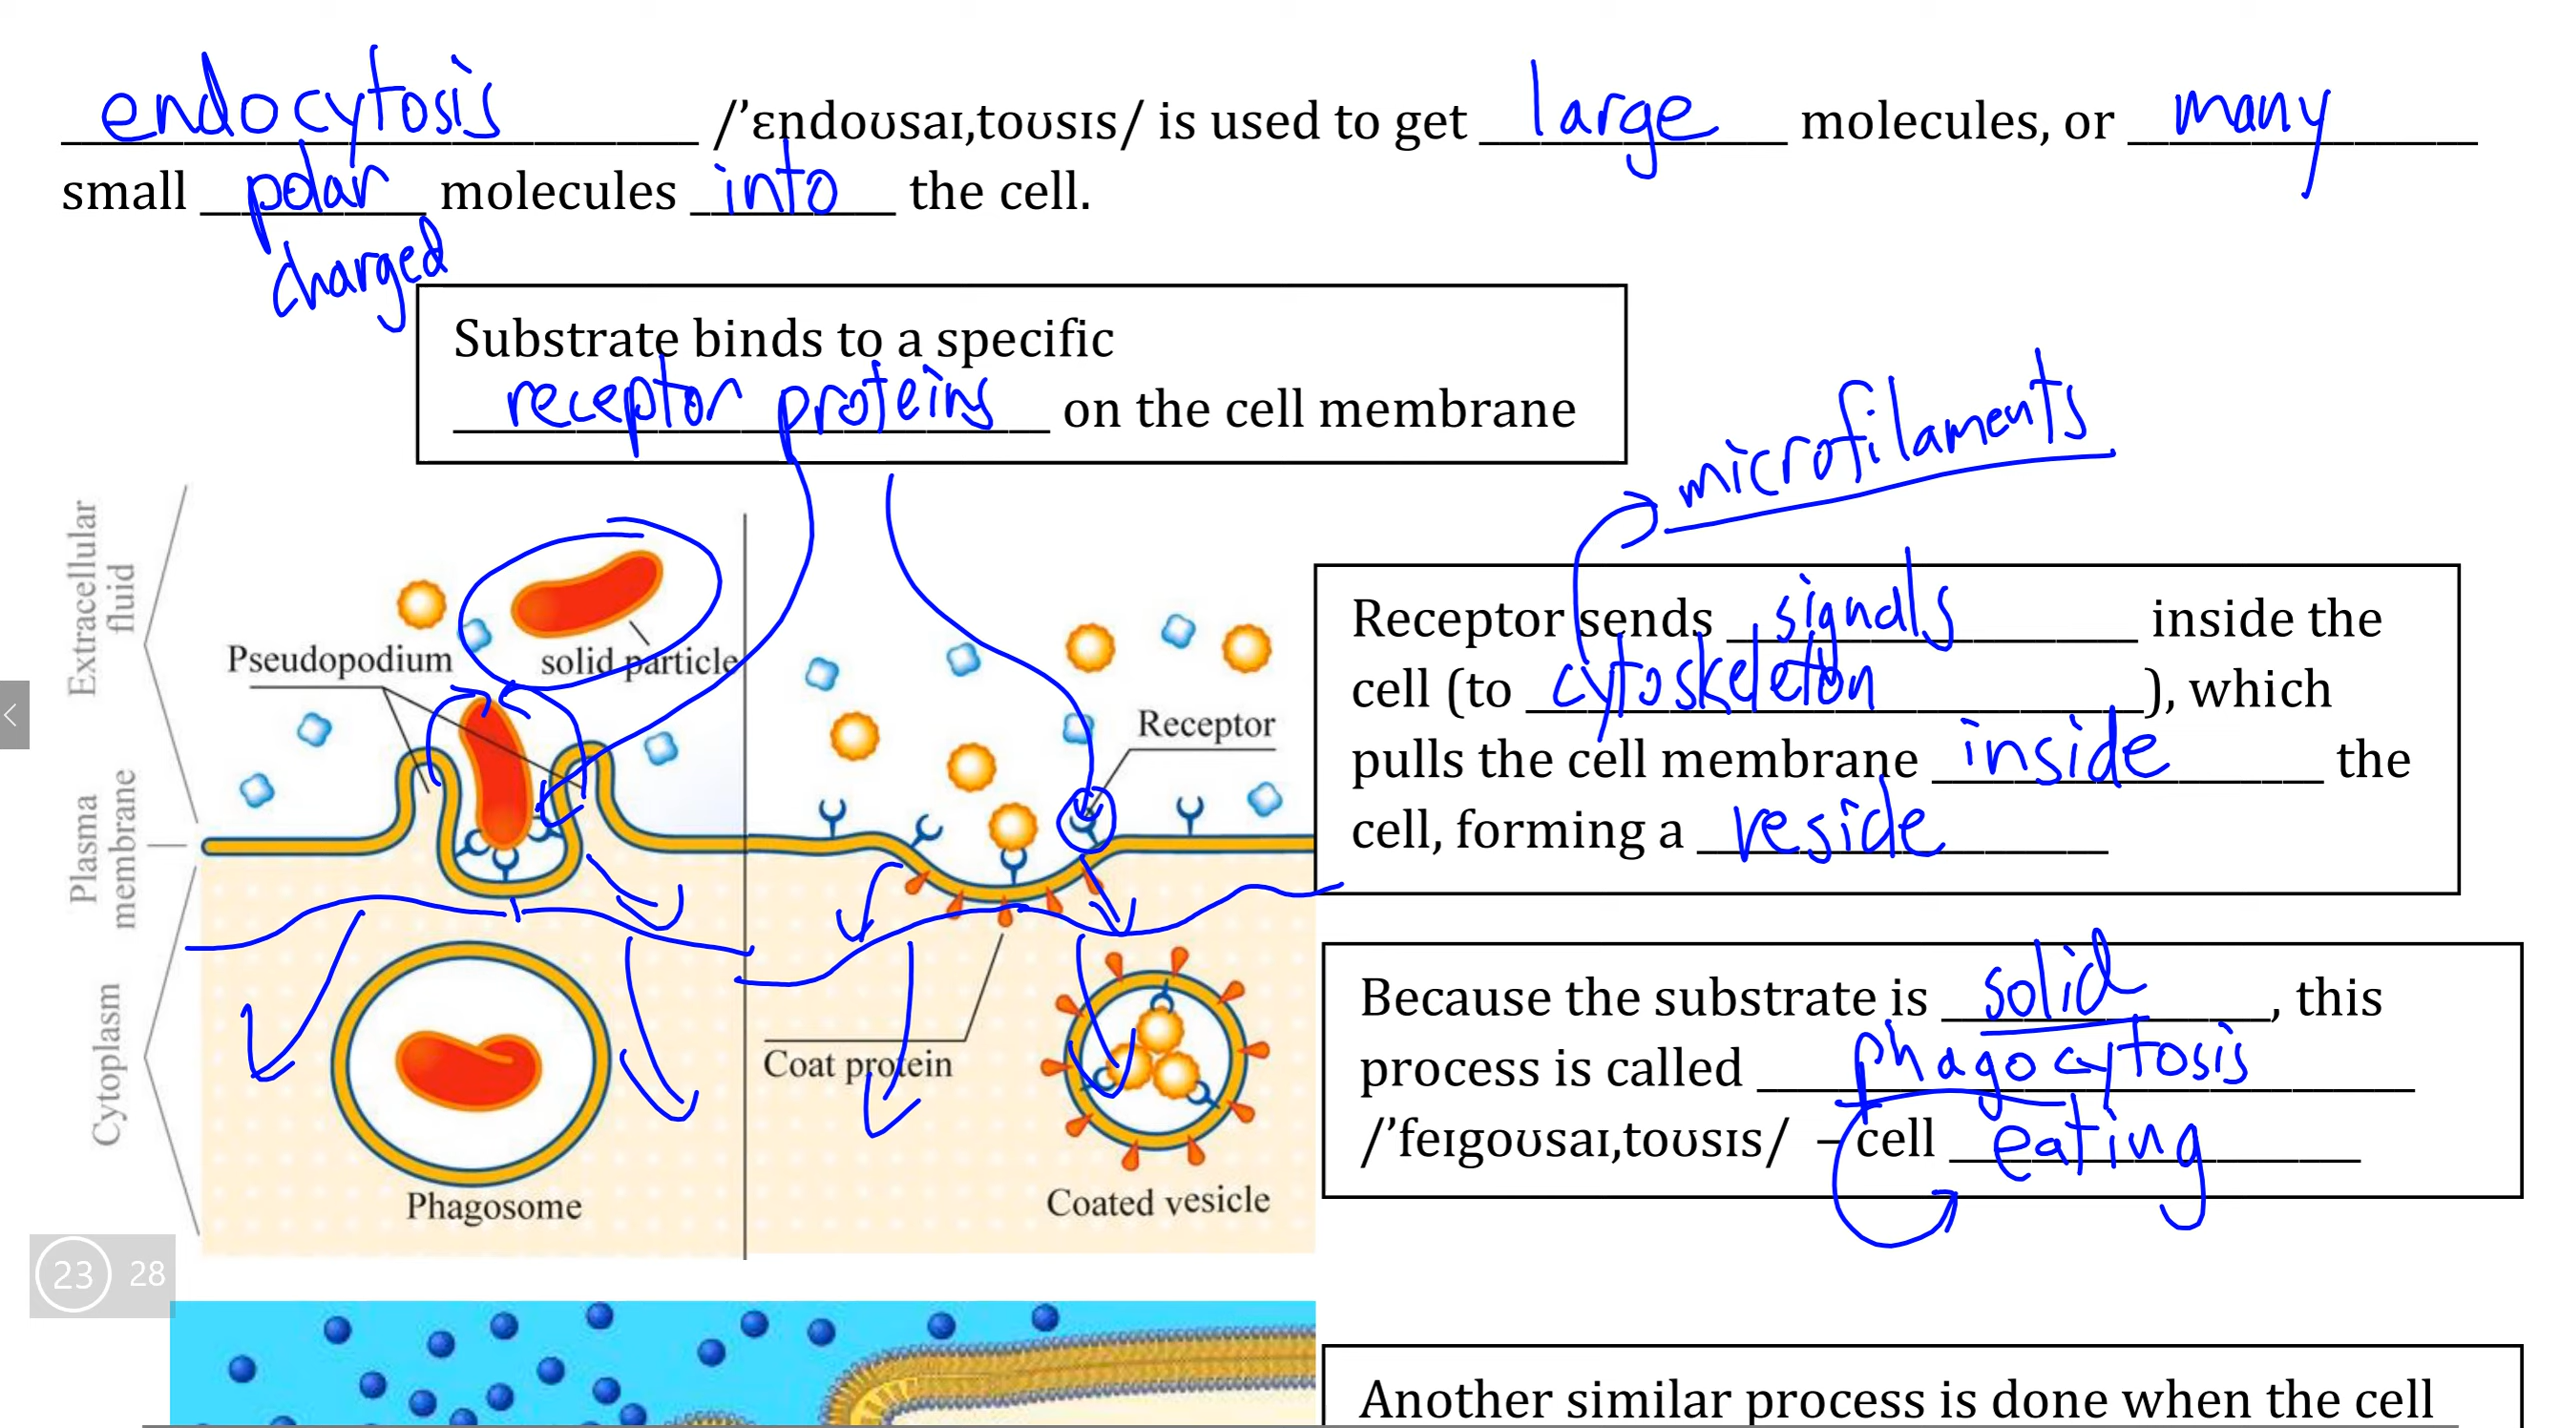 endocytosis /’ɛndoʊsaɪ,toʊsɪs/ is used to get large molecules, or many
small polar molecules into the cell.
charged
Substrate binds to a specific
receptor proteins on the cell membrane
microfilaments
Extracellular
fluid
Pseudopodium
solid particle
Receptor
Plasma
membrane
Cytoplasm
Coat protein
Phagosome
Coated vesicle
Receptor sends signals inside the
cell (to cytoskeleton), which
pulls the cell membrane inside the
cell, forming a veside
Because the substrate is solid, this
process is called phagocytosis
/’feɪgoʊsaɪ,toʊsɪs/ – cell eating
23 28
Another similar process is done when the cell